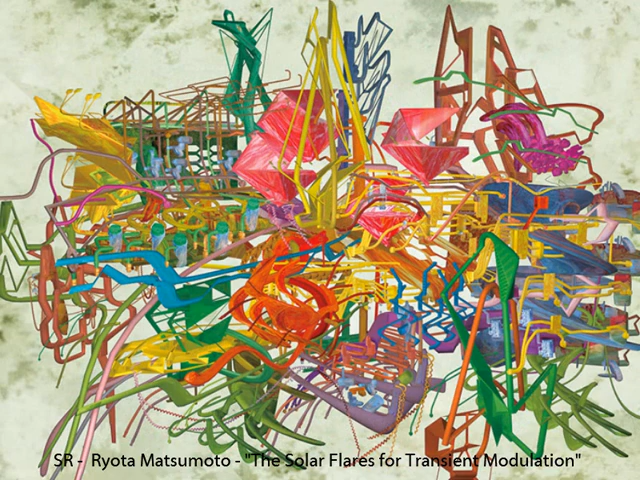 SR - Ryota Matsumoto - "The Solar Flares for Transient Modulation"